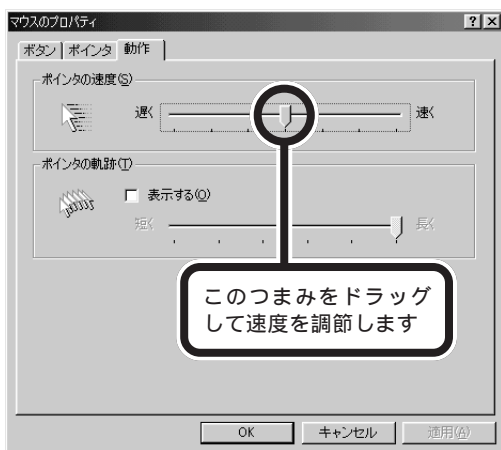 マウスのプロパティ
? ×
ボタン ポインタ 動作
ポインタの速度(S)
遅く 速く
ポインタの軌跡(T)
表示する(O)
短く 長く
このつまみをドラッグ
して速度を調節します
OK キャンセル 適用(A)